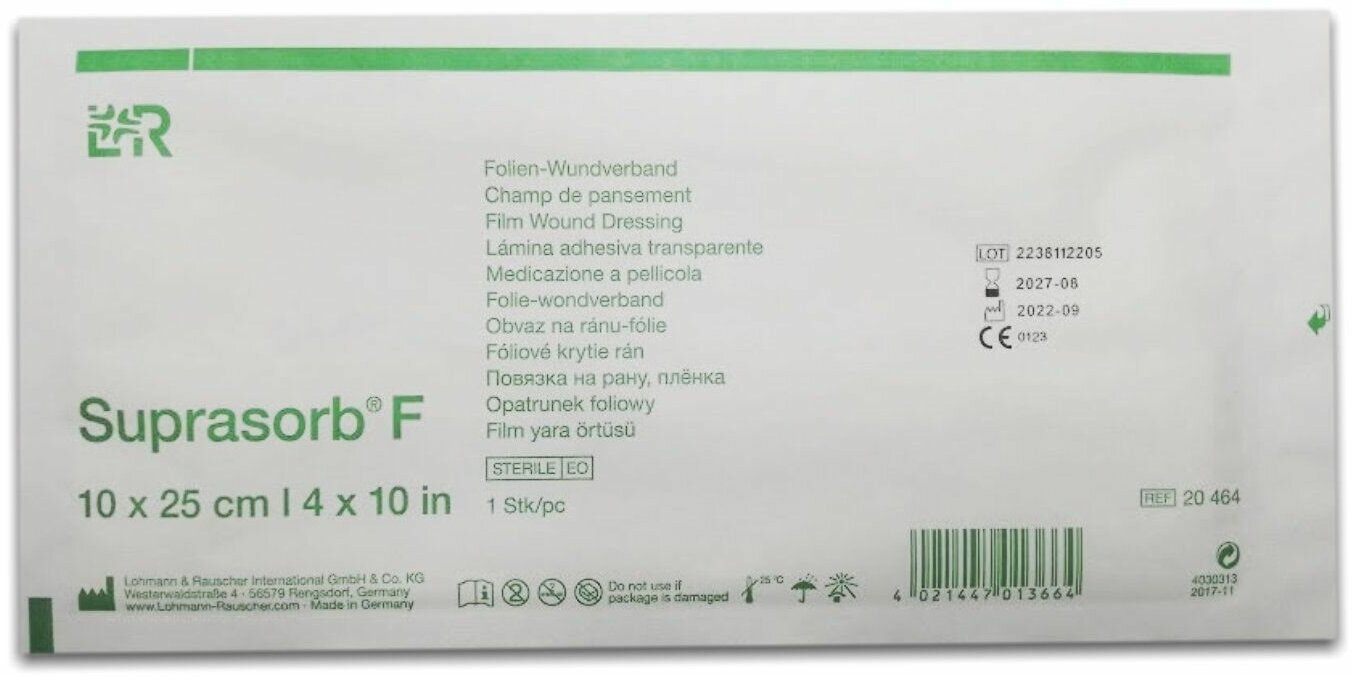 L&R
Folien-Wundverband
Champ de pansement
Film Wound Dressing
Lámina adhesiva transparente
Medicazione a pellicola
Folie-wondverband
Obvaz na ránu-fólie
Fóliové krytie rán
Повязка на рану, плёнка
Opatrunek foliowy
Film yara örtüsü
STERILE EO
1 Stk/pc
Suprasorb® F
10 x 25 cm | 4 x 10 in
LOT 2238112205
2027-08
2022-09
CE 0123
REF 20 464
Lohmann & Rauscher International GmbH & Co. KG
Westerwaldstraße 4 · 56579 Rengsdorf, Germany
www.Lohmann-Rauscher.com · Made in Germany
Do not use if
package is damaged
25 °C
4 021447 013664
4030313
2017-11